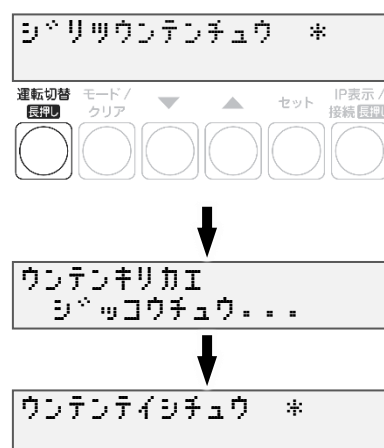 ジリツウンテンチュウ *
運転切替 モード/ ▼ ▲ セット IP表示/
長押し クリア 接続 長押し
ウンテンキリカエ
ジッコウチュウ...
ウンテンテイシチュウ *